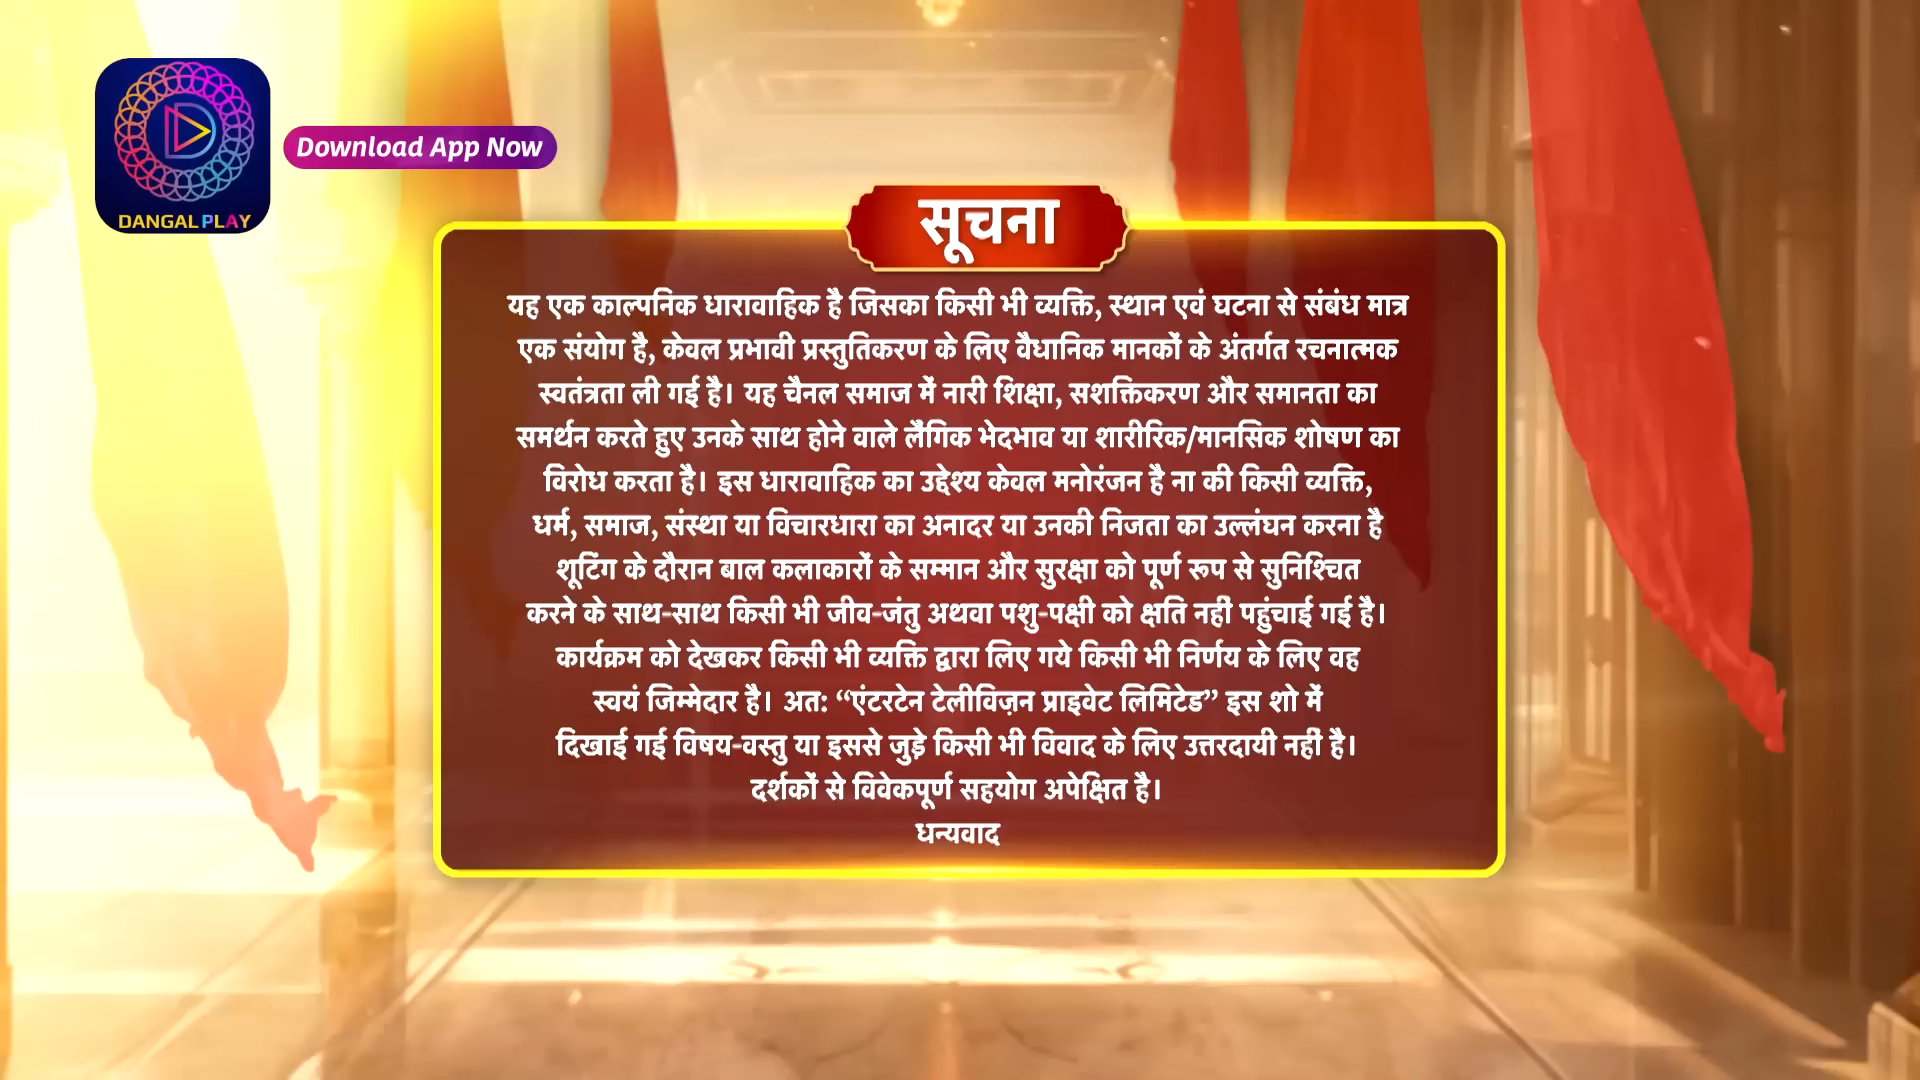 DANGAL PLAY
Download App Now
सूचना
यह एक काल्पनिक धारावाहिक है जिसका किसी भी व्यक्ति, स्थान एवं घटना से संबंध मात्र
एक संयोग है, केवल प्रभावी प्रस्तुतिकरण के लिए वैधानिक मानकों के अंतर्गत रचनात्मक
स्वतंत्रता ली गई है। यह चैनल समाज में नारी शिक्षा, सशक्तिकरण और समानता का
समर्थन करते हुए उनके साथ होने वाले लैंगिक भेदभाव या शारीरिक/मानसिक शोषण का
विरोध करता है। इस धारावाहिक का उद्देश्य केवल मनोरंजन है ना की किसी व्यक्ति,
धर्म, समाज, संस्था या विचारधारा का अनादर या उनकी निजता का उल्लंघन करना है
शूटिंग के दौरान बाल कलाकारों के सम्मान और सुरक्षा को पूर्ण रूप से सुनिश्चित
करने के साथ-साथ किसी भी जीव-जंतु अथवा पशु-पक्षी को क्षति नहीं पहुंचाई गई है।
कार्यक्रम को देखकर किसी भी व्यक्ति द्वारा लिए गये किसी भी निर्णय के लिए वह
स्वयं जिम्मेदार है। अत: “एंटरटेन टेलीविज़न प्राइवेट लिमिटेड” इस शो में
दिखाई गई विषय-वस्तु या इससे जुड़े किसी भी विवाद के लिए उत्तरदायी नहीं है।
दर्शकों से विवेकपूर्ण सहयोग अपेक्षित है।
धन्यवाद